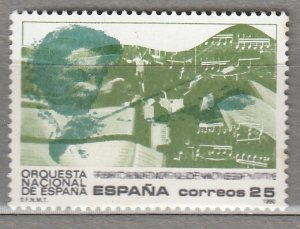 ORQUESTA
NACIONAL
DE ESPAÑA
©F.N.M.T.
ESPAÑA correos 25
1990